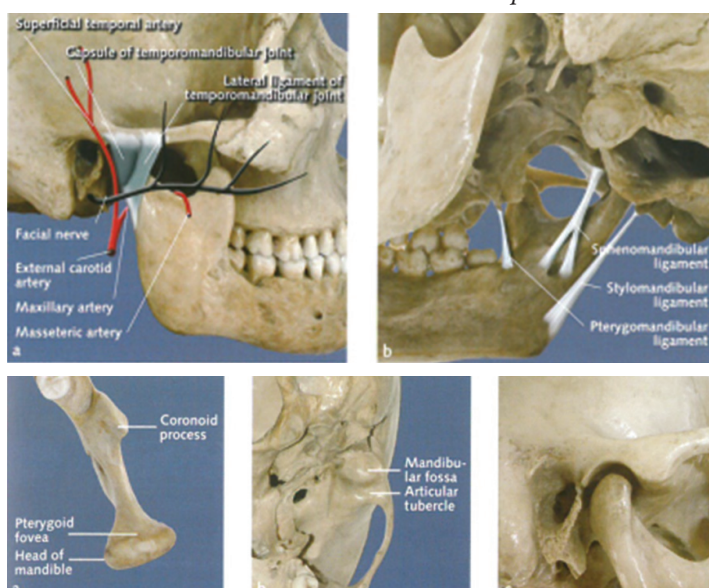 Superficial temporal artery
Capsule of temporomandibular joint
Lateral ligament of
temporomandibular joint
Facial nerve
External carotid
artery
Maxillary artery
Masseteric artery
a
Sphenomandibular
ligament
Stylomandibular
ligament
Pterygomandibular
ligament
b
Coronoid
process
Pterygoid
fovea
Head of
mandible
Mandibu-
lar fossa
Articular
tubercle